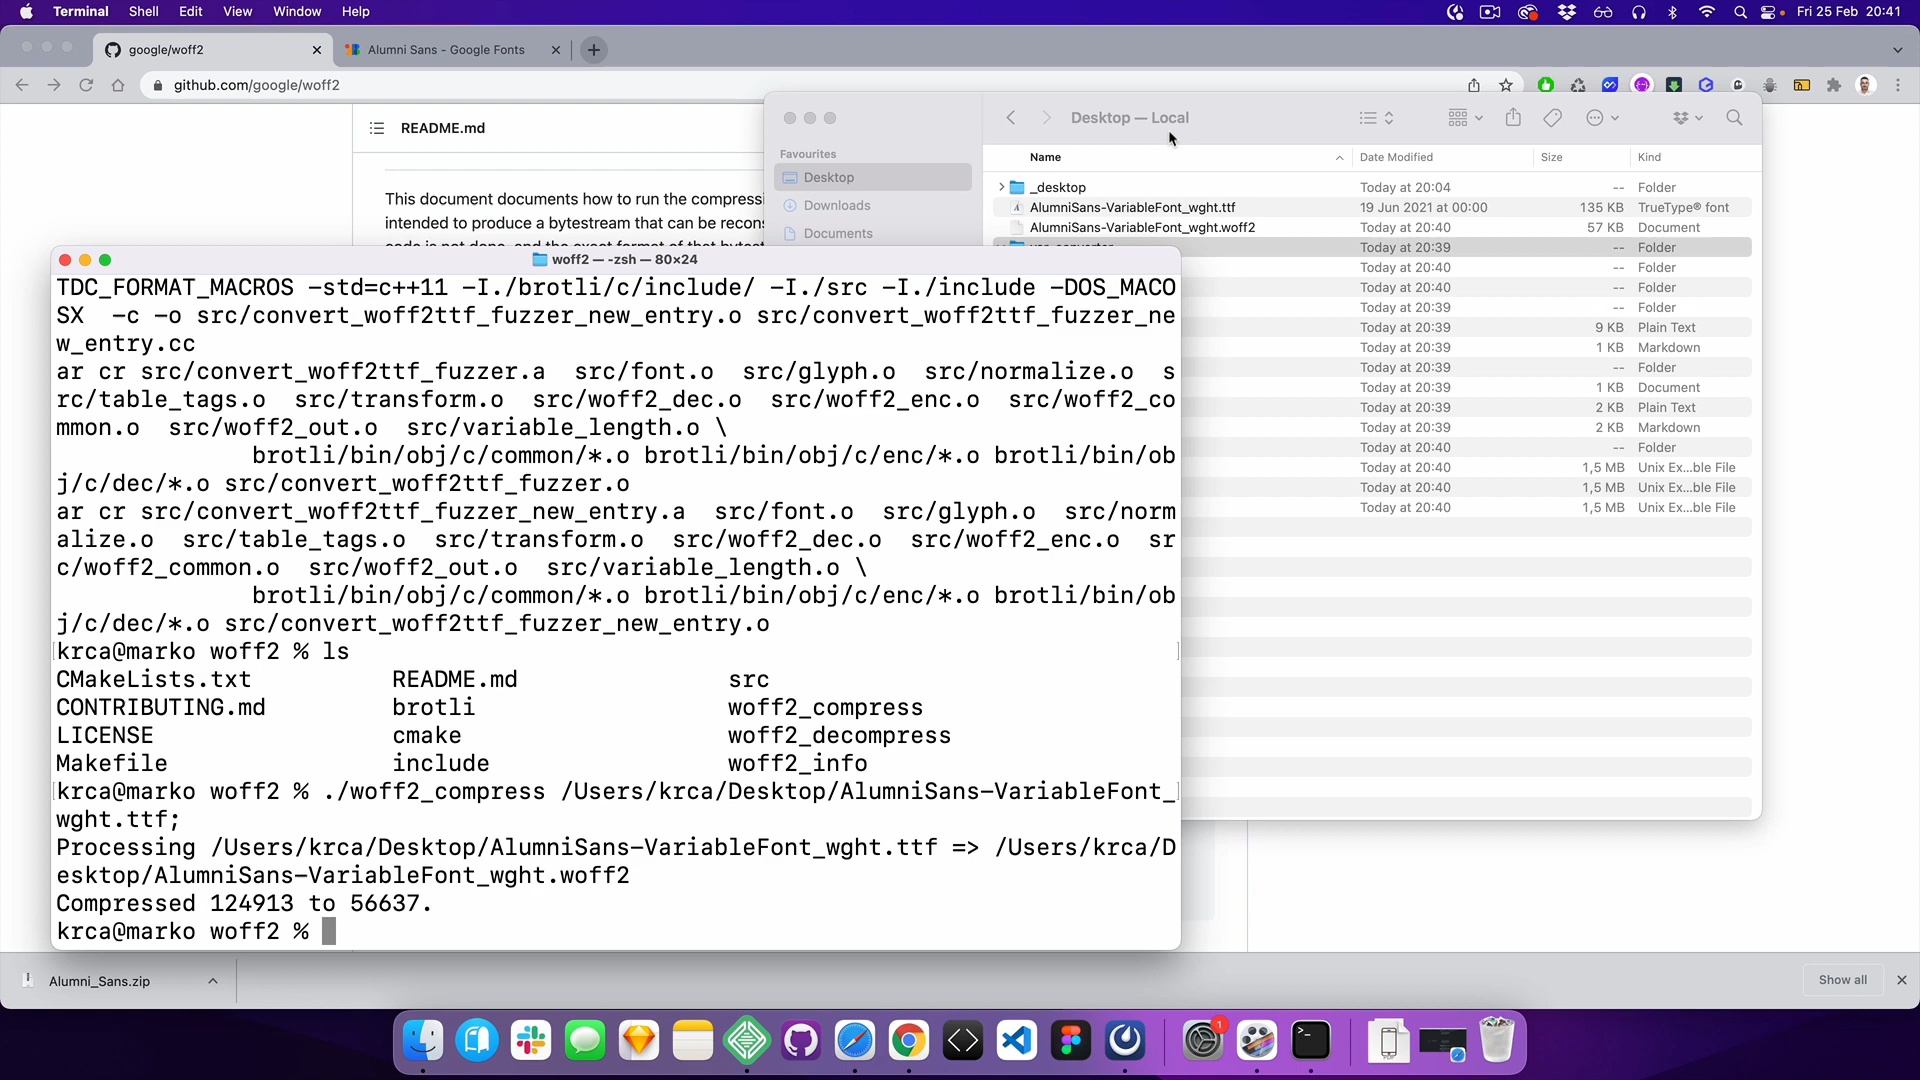 Terminal Shell Edit View Window Help
Fri 25 Feb 20:41
google/woff2
Alumni Sans - Google Fonts
github.com/google/woff2
README.md
This document documents how to run the compressi
intended to produce a bytestream that can be recons
Desktop — Local
Favourites
Desktop
Downloads
Documents
Name Date Modified Size Kind
_desktop Today at 20:04 -- Folder
AlumniSans-VariableFont_wght.ttf 19 Jun 2021 at 00:00 135 KB TrueType® font
AlumniSans-VariableFont_wght.woff2 Today at 20:40 57 KB Document
Today at 20:39 -- Folder
Today at 20:40 -- Folder
Today at 20:40 -- Folder
Today at 20:39 -- Folder
Today at 20:39 9 KB Plain Text
Today at 20:39 1 KB Markdown
Today at 20:39 -- Folder
Today at 20:39 1 KB Document
Today at 20:39 2 KB Plain Text
Today at 20:39 2 KB Markdown
Today at 20:40 -- Folder
Today at 20:40 1,5 MB Unix Ex...ble File
Today at 20:40 1,5 MB Unix Ex...ble File
Today at 20:40 1,5 MB Unix Ex...ble File
woff2 — -zsh — 80×24
TDC_FORMAT_MACROS -std=c++11 -I./brotli/c/include/ -I./src -I./include -DOS_MACO
SX  -c -o src/convert_woff2ttf_fuzzer_new_entry.o src/convert_woff2ttf_fuzzer_ne
w_entry.cc
ar cr src/convert_woff2ttf_fuzzer.a  src/font.o  src/glyph.o  src/normalize.o  s
rc/table_tags.o  src/transform.o  src/woff2_dec.o  src/woff2_enc.o  src/woff2_co
mmon.o  src/woff2_out.o  src/variable_length.o \
brotli/bin/obj/c/common/*.o brotli/bin/obj/c/enc/*.o brotli/bin/ob
j/c/dec/*.o src/convert_woff2ttf_fuzzer.o
ar cr src/convert_woff2ttf_fuzzer_new_entry.a  src/font.o  src/glyph.o  src/norm
alize.o  src/table_tags.o  src/transform.o  src/woff2_dec.o  src/woff2_enc.o  sr
c/woff2_common.o  src/woff2_out.o  src/variable_length.o \
brotli/bin/obj/c/common/*.o brotli/bin/obj/c/enc/*.o brotli/bin/ob
j/c/dec/*.o src/convert_woff2ttf_fuzzer_new_entry.o
krca@marko woff2 % ls
CMakeLists.txt README.md src
CONTRIBUTING.md brotli woff2_compress
LICENSE cmake woff2_decompress
Makefile include woff2_info
krca@marko woff2 % ./woff2_compress /Users/krca/Desktop/AlumniSans-VariableFont_
wght.ttf;
Processing /Users/krca/Desktop/AlumniSans-VariableFont_wght.ttf => /Users/krca/D
esktop/AlumniSans-VariableFont_wght.woff2
Compressed 124913 to 56637.
krca@marko woff2 %
Alumni_Sans.zip
Show all
1